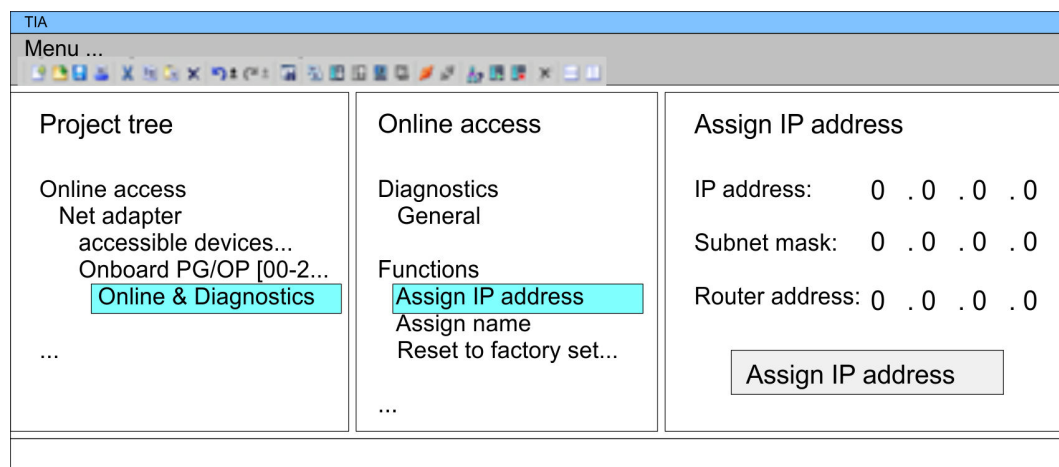 TIA
Menu ...
Project tree
Online access
Net adapter
accessible devices...
Onboard PG/OP [00-2...
Online & Diagnostics
...
Online access
Diagnostics
General
Functions
Assign IP address
Assign name
Reset to factory set...
...
Assign IP address
IP address: 0 . 0 . 0 . 0
Subnet mask: 0 . 0 . 0 . 0
Router address: 0 . 0 . 0 . 0
Assign IP address